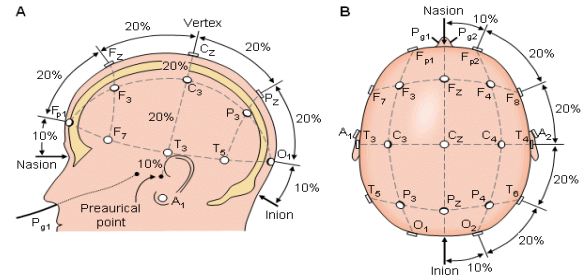 A
Vertex
20%
20%
Fz
Cz
20%
20%
20%
20%
Pz
Fp1
F3
C3
P3
20%
10%
F7
T3
T5
O1
Nasion
10%
10%
Preaurical
point
A1
Inion
Pg1
B
Nasion
10%
Pg1
Pg2
20%
Fp1
Fp2
F7
F3
Fz
F4
F8
20%
A1
T3
C3
Cz
C4
T4
A2
20%
T5
P3
Pz
P4
T6
O1
O2
20%
Inion
10%